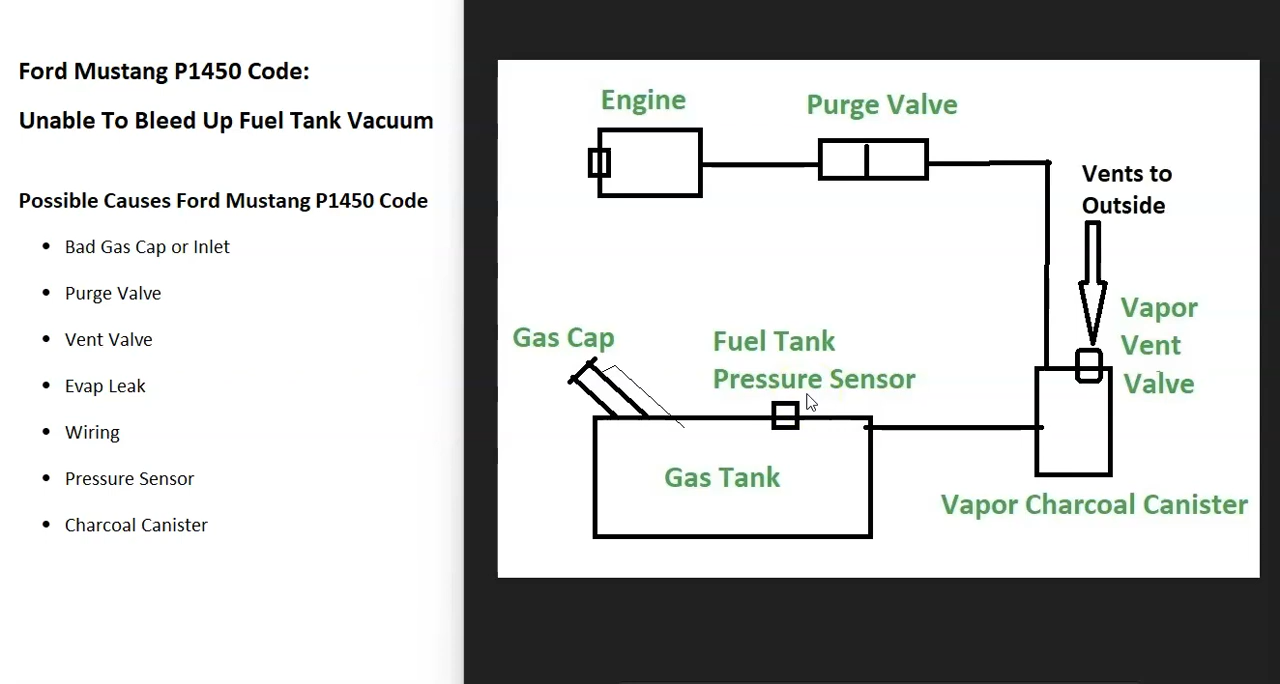 Ford Mustang P1450 Code:
Unable To Bleed Up Fuel Tank Vacuum
Possible Causes Ford Mustang P1450 Code
Bad Gas Cap or Inlet
Purge Valve
Vent Valve
Evap Leak
Wiring
Pressure Sensor
Charcoal Canister
Engine
Purge Valve
Vents to
Outside
Vapor
Vent
Valve
Gas Cap
Fuel Tank
Pressure Sensor
Gas Tank
Vapor Charcoal Canister